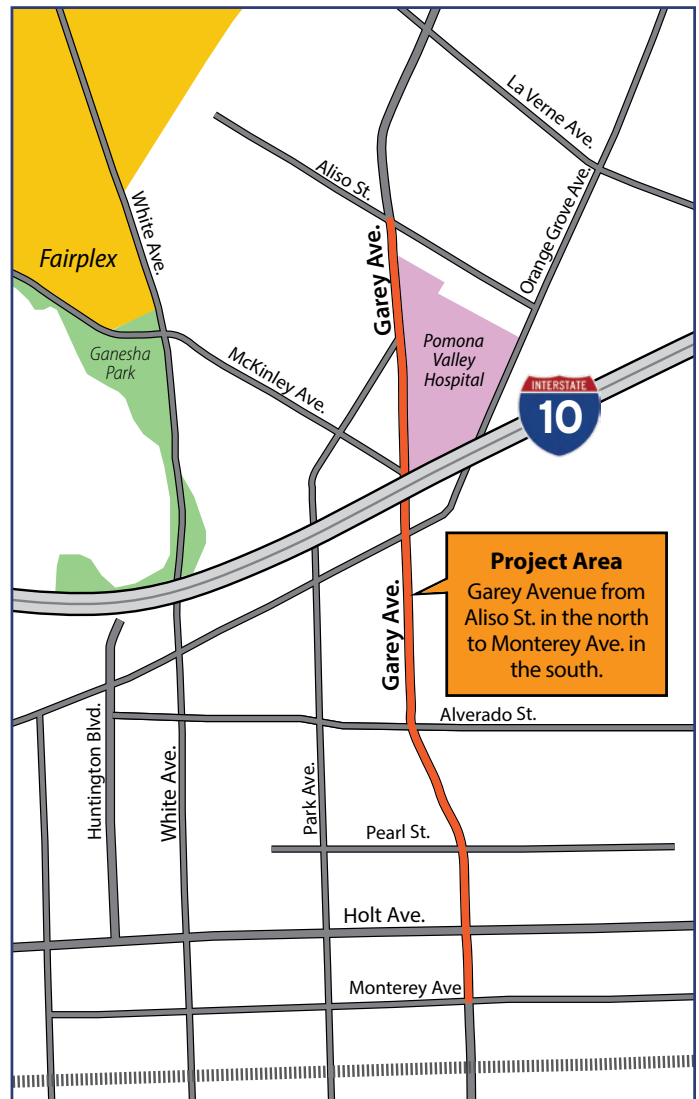 La Verne Ave.
Aliso St.
Orange Grove Ave.
White Ave.
Garey Ave.
Fairplex
Ganesha
Park
McKinley Ave.
Pomona
Valley
Hospital
INTERSTATE
10
Project Area
Garey Avenue from
Aliso St. in the north
to Monterey Ave. in
the south.
Garey Ave.
Alverado St.
Huntington Blvd.
White Ave.
Park Ave.
Pearl St.
Holt Ave.
Monterey Ave